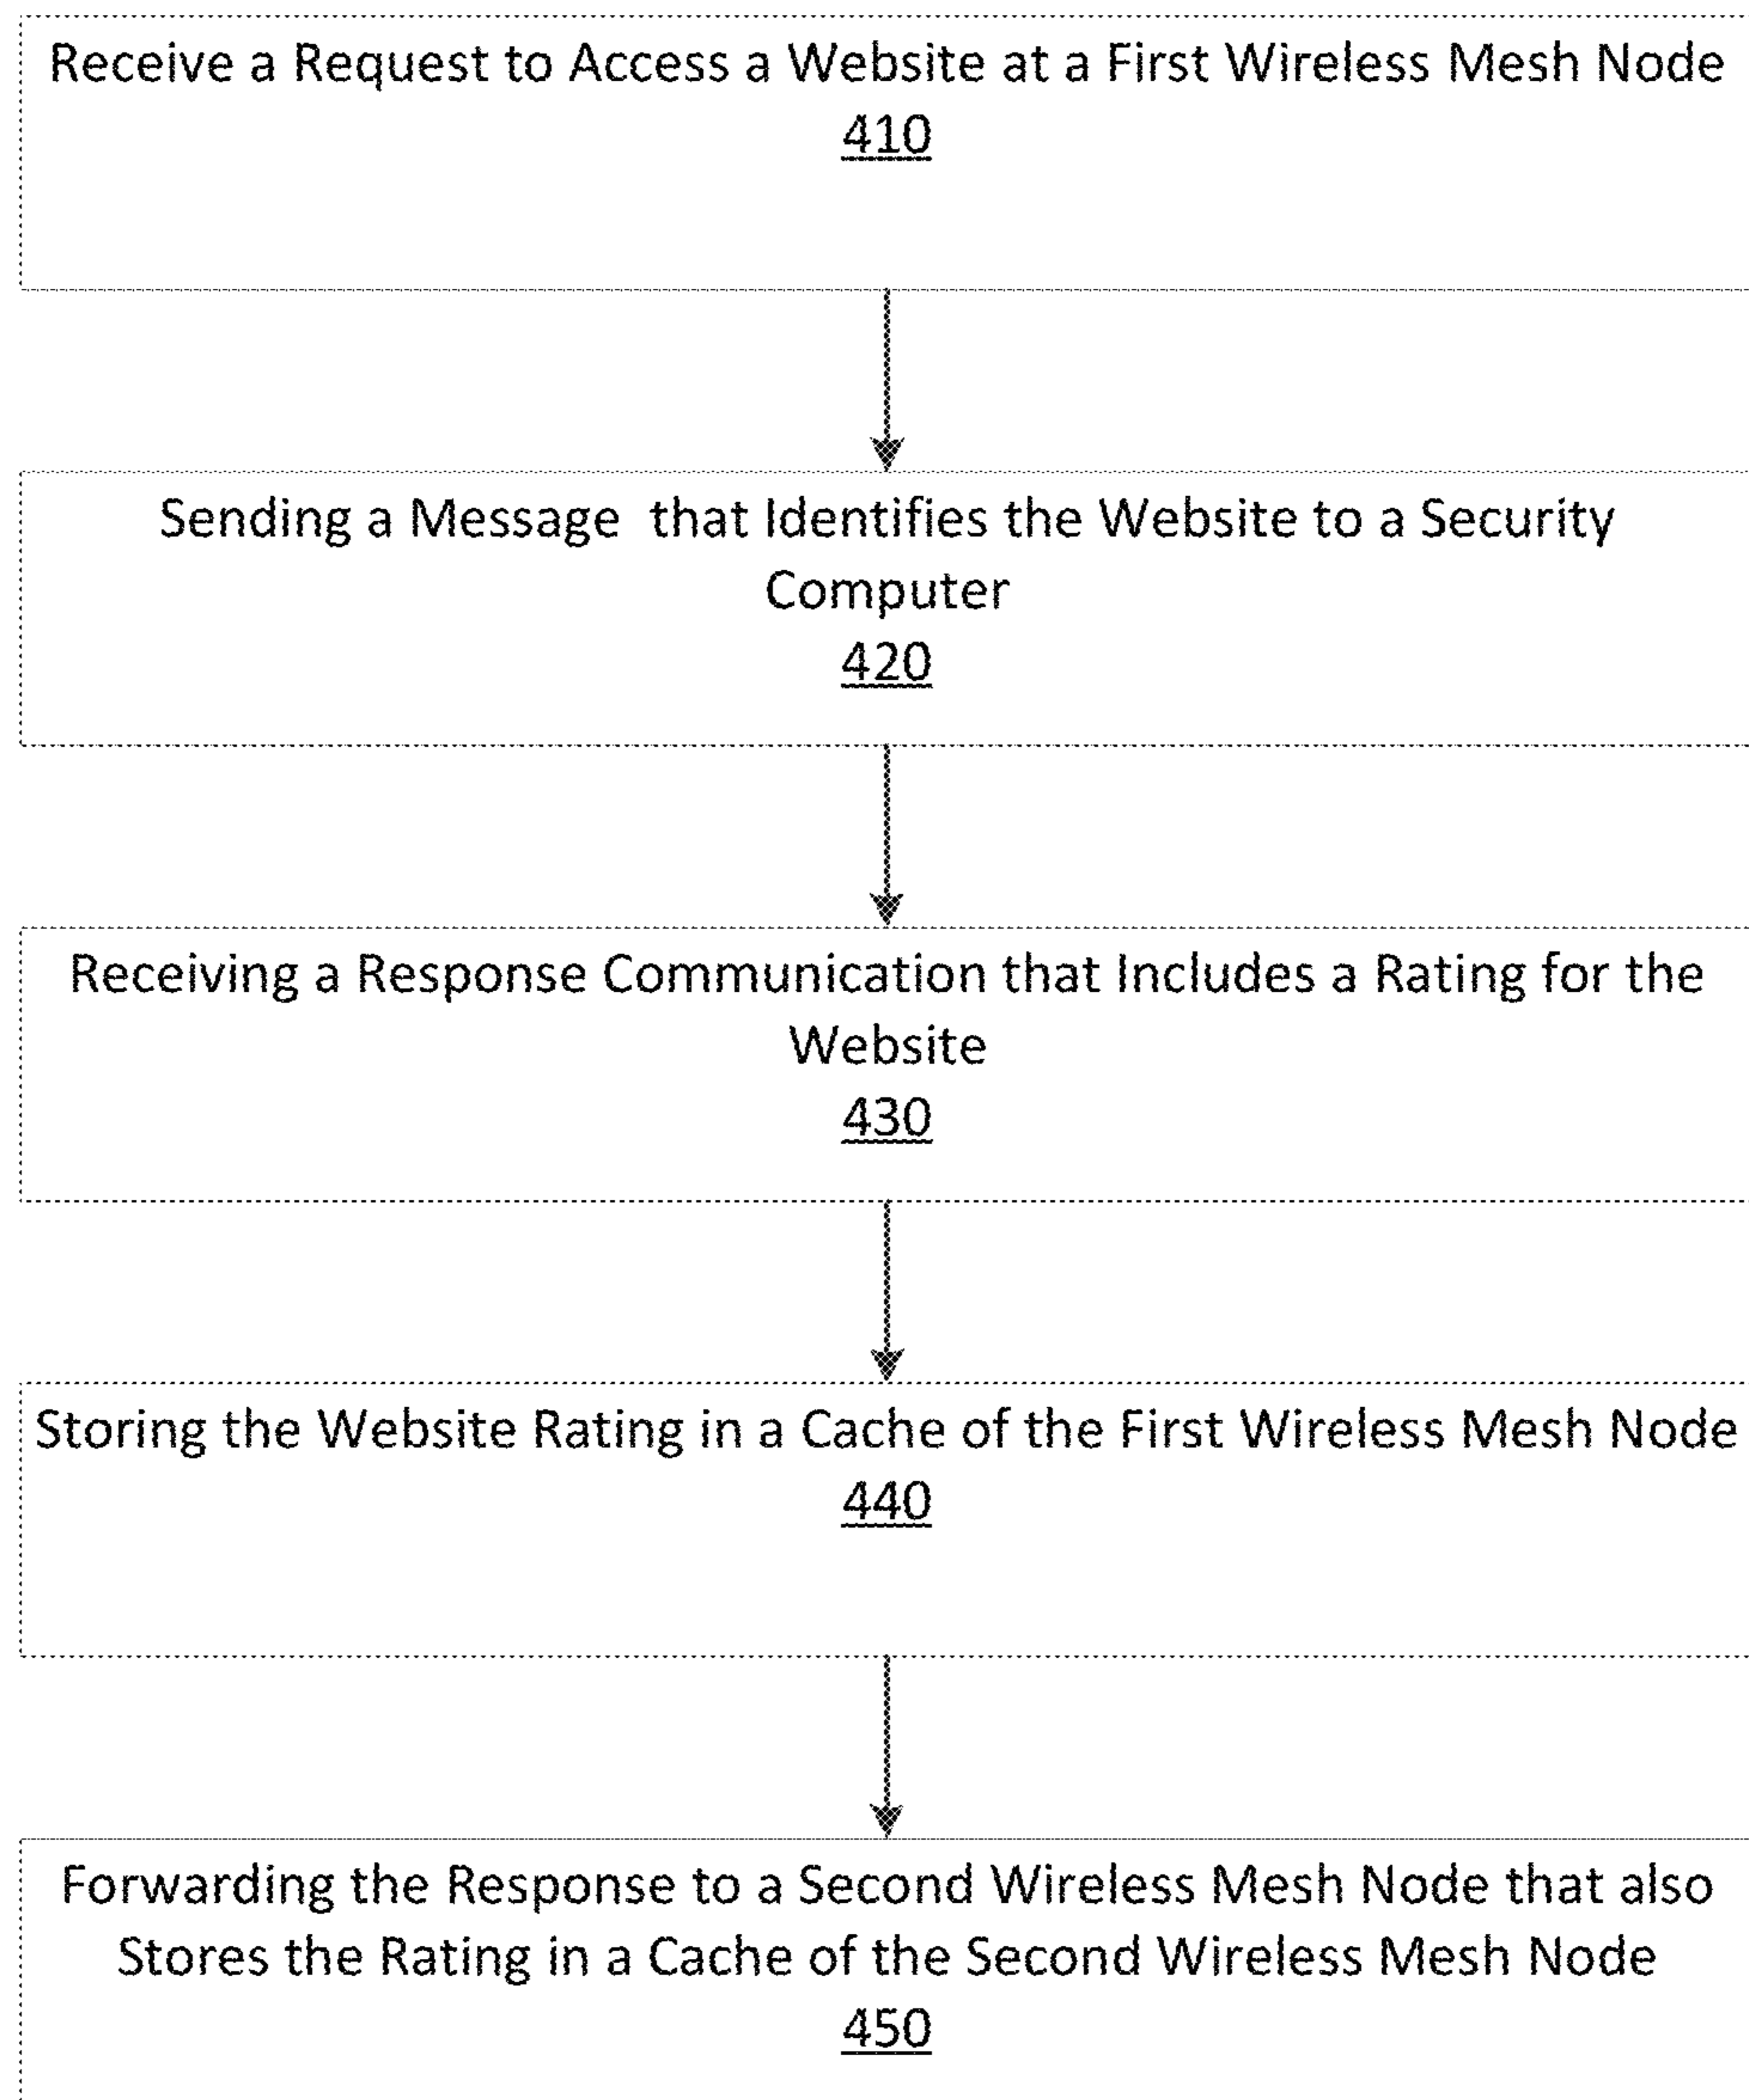 Receive a Request to Access a Website at a First Wireless Mesh Node
410
Sending a Message that Identifies the Website to a Security
Computer
420
Receiving a Response Communication that Includes a Rating for the
Website
430
Storing the Website Rating in a Cache of the First Wireless Mesh Node
440
Forwarding the Response to a Second Wireless Mesh Node that also
Stores the Rating in a Cache of the Second Wireless Mesh Node
450